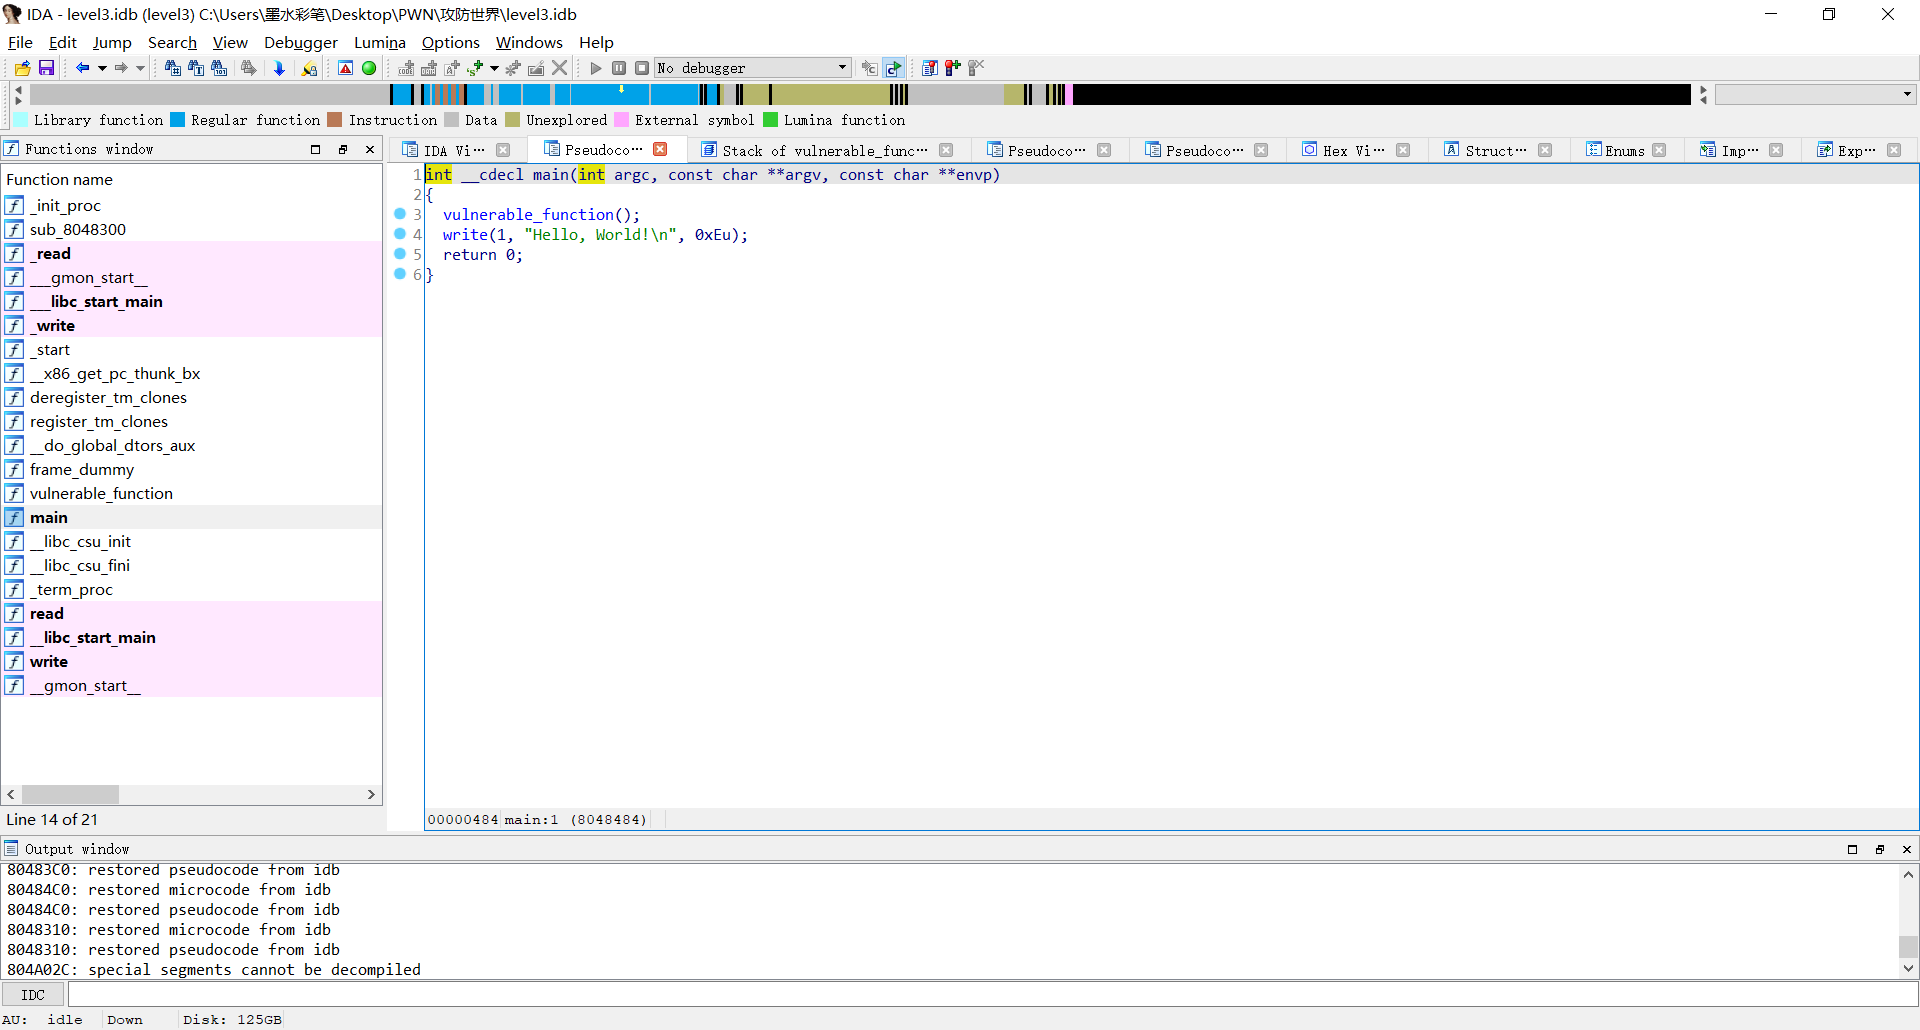 IDA - level3.idb (level3) C:\Users\墨水彩笔\Desktop\PWN\攻防世界\level3.idb
File Edit Jump Search View Debugger Lumina Options Windows Help
No debugger
Library function Regular function Instruction Data Unexplored External symbol Lumina function
Functions window
IDA Vi… Pseudoco… Stack of vulnerable_func… Pseudoco… Pseudoco… Hex Vi… Struct… Enums Imp… Exp…
Function name
_init_proc
sub_8048300
_read
___gmon_start__
___libc_start_main
_write
_start
__x86_get_pc_thunk_bx
deregister_tm_clones
register_tm_clones
__do_global_dtors_aux
frame_dummy
vulnerable_function
main
__libc_csu_init
__libc_csu_fini
_term_proc
read
__libc_start_main
write
__gmon_start__
Line 14 of 21
1 int __cdecl main(int argc, const char **argv, const char **envp)
2 {
3 vulnerable_function();
4 write(1, "Hello, World!\n", 0xEu);
5 return 0;
6 }
00000484 main:1 (8048484)
Output window
80483C0: restored pseudocode from idb
80484C0: restored microcode from idb
80484C0: restored pseudocode from idb
8048310: restored microcode from idb
8048310: restored pseudocode from idb
804A02C: special segments cannot be decompiled
IDC
AU: idle Down Disk: 125GB